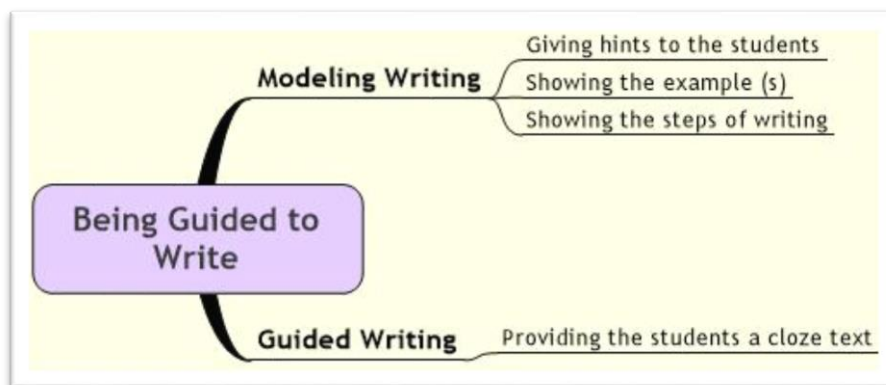 Giving hints to the students
Modeling Writing
Showing the example (s)
Showing the steps of writing
Being Guided to
Write
Guided Writing
Providing the students a cloze text